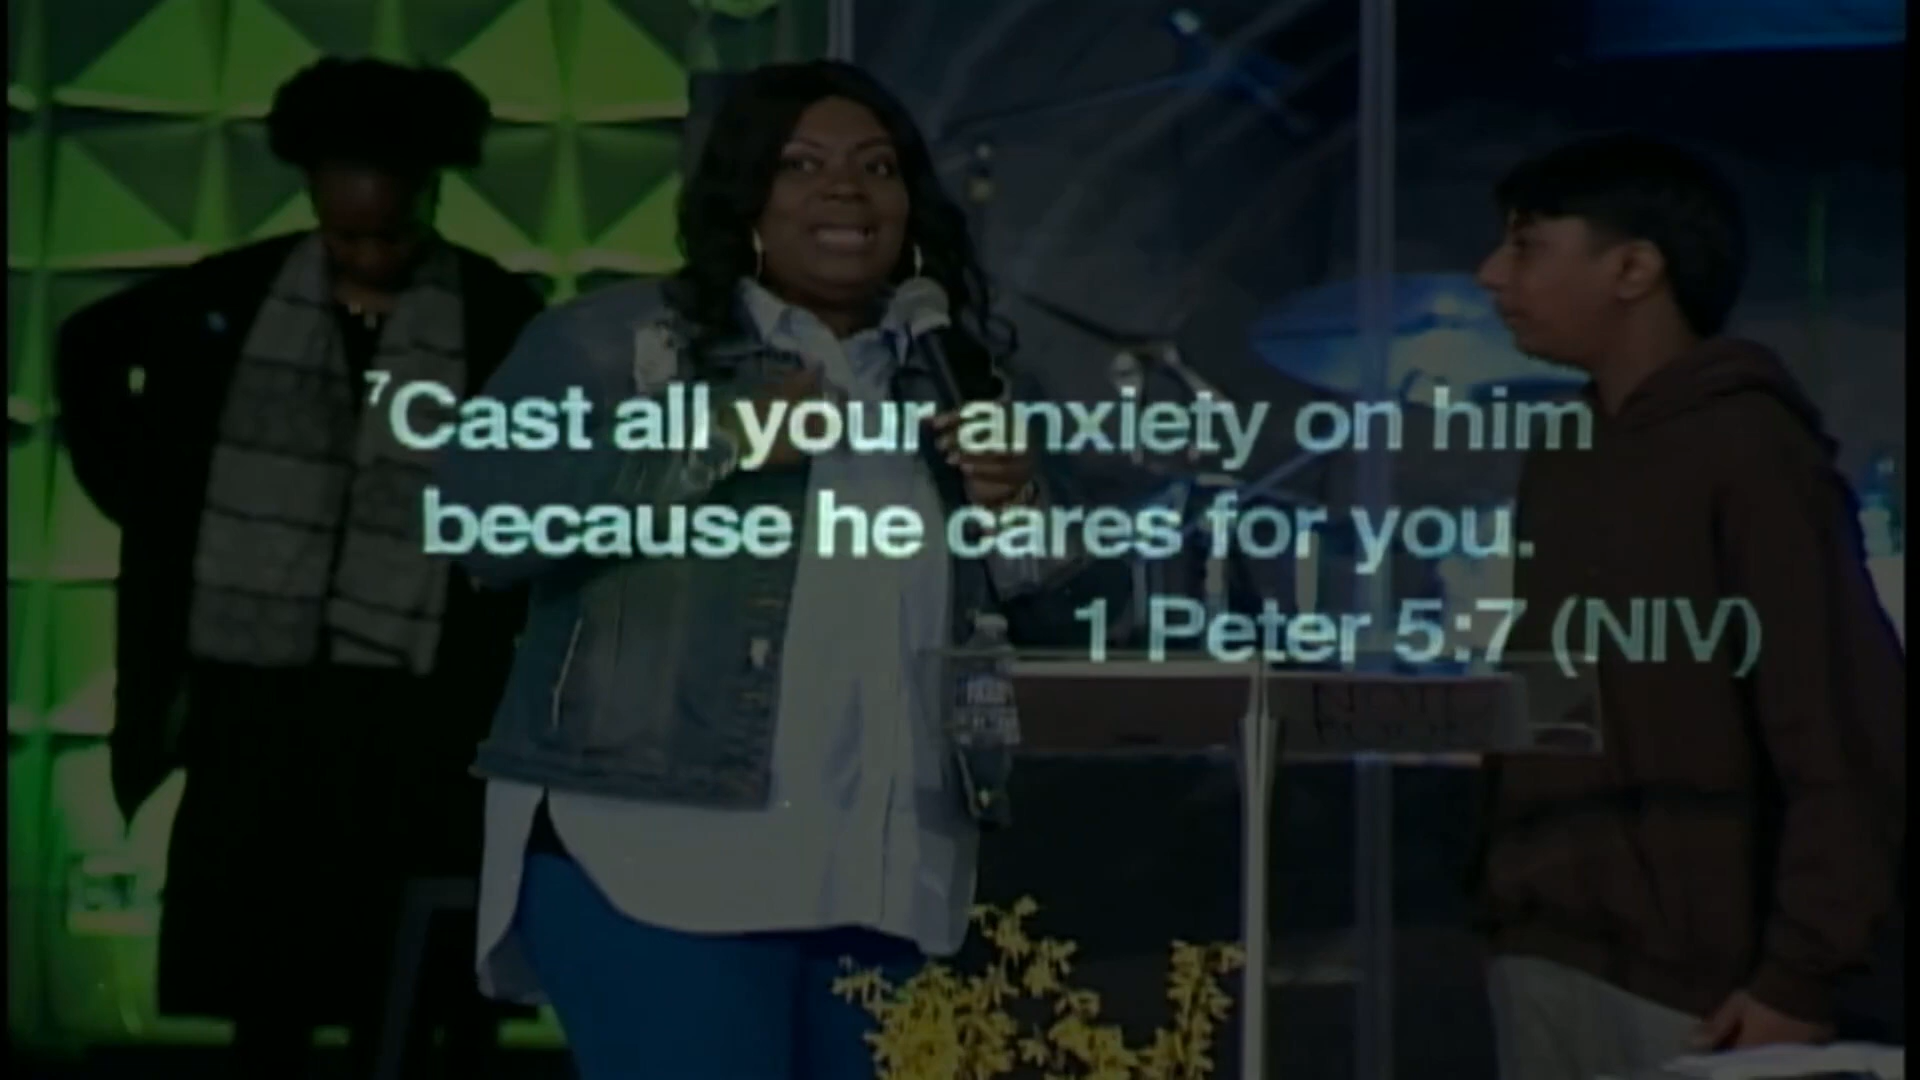 ⁷Cast all your anxiety on him
because he cares for you.
1 Peter 5:7 (NIV)